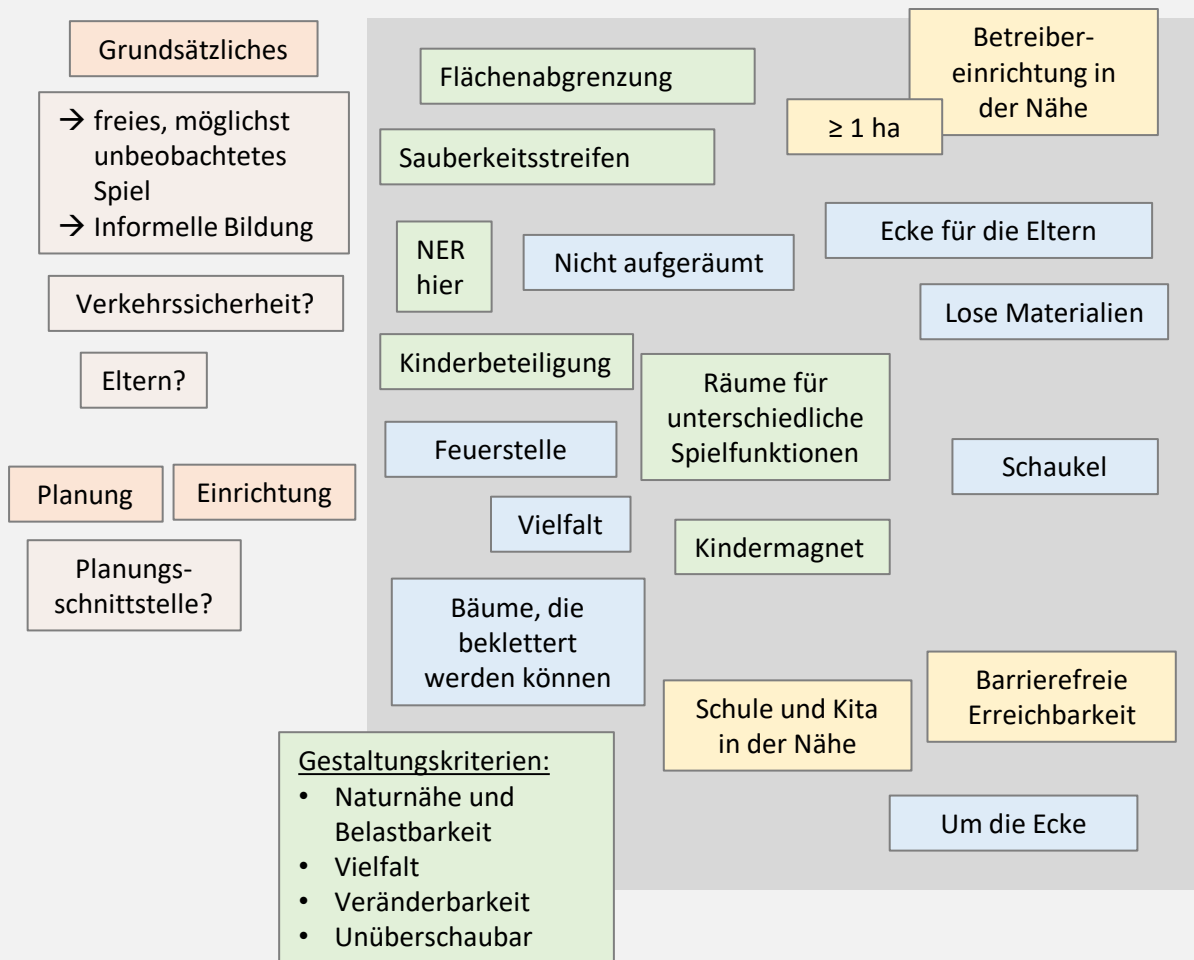 Grundsätzliches
→ freies, möglichst
unbeobachtetes
Spiel
→ Informelle Bildung
Verkehrssicherheit?
Eltern?
Planung
Einrichtung
Planungs-
schnittstelle?
Flächenabgrenzung
Betreiber-
einrichtung in
der Nähe
≥ 1 ha
Sauberkeitsstreifen
NER
hier
Nicht aufgeräumt
Ecke für die Eltern
Lose Materialien
Kinderbeteiligung
Räume für
unterschiedliche
Spielfunktionen
Feuerstelle
Schaukel
Vielfalt
Kindermagnet
Bäume, die
beklettert
werden können
Schule und Kita
in der Nähe
Barrierefreie
Erreichbarkeit
Um die Ecke
Gestaltungskriterien:
• Naturnähe und
Belastbarkeit
• Vielfalt
• Veränderbarkeit
• Unüberschaubar